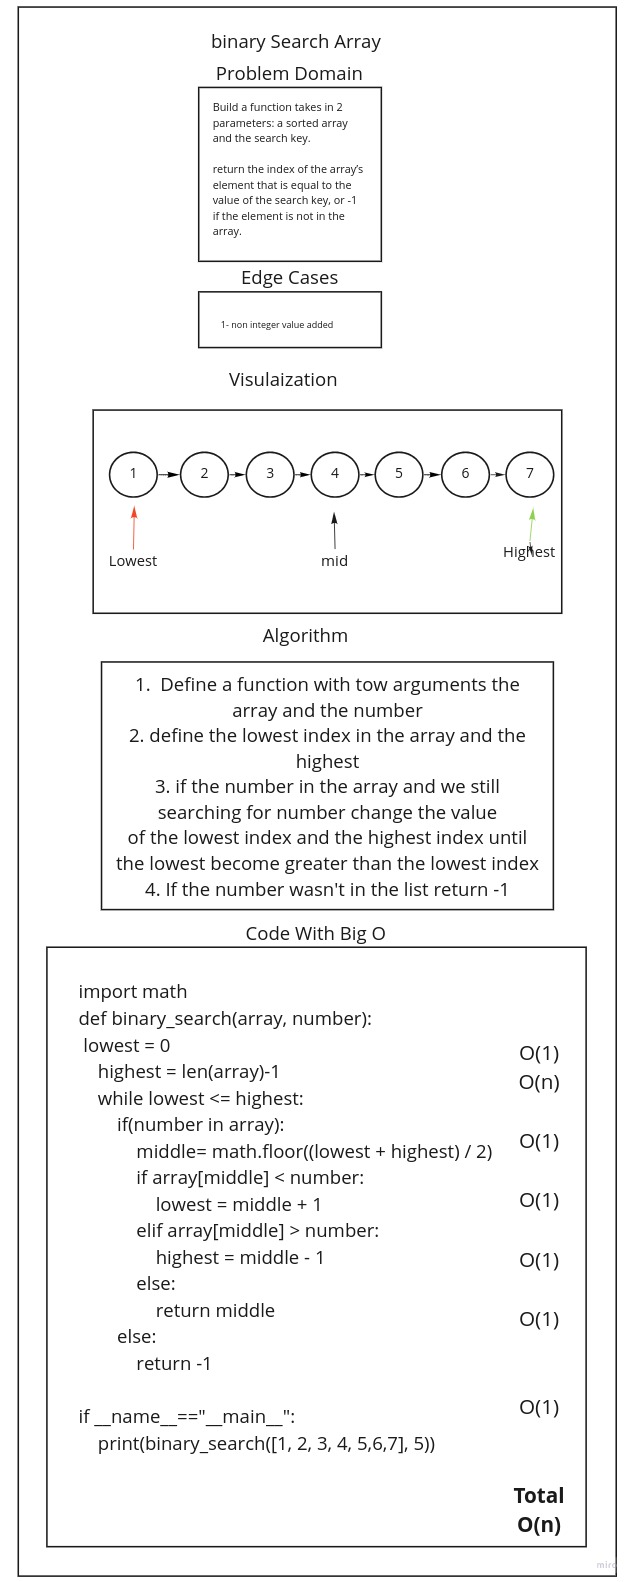 binary Search Array
Problem Domain
Build a function takes in 2
parameters: a sorted array
and the search key.
return the index of the array's
element that is equal to the
value of the search key, or -1
if the element is not in the
array.
Edge Cases
1- non integer value added
Visulaization
1 2 3 4 5 6 7
Lowest mid Highest
Algorithm
1. Define a function with tow arguments the
array and the number
2. define the lowest index in the array and the
highest
3. if the number in the array and we still
searching for number change the value
of the lowest index and the highest index until
the lowest become greater than the lowest index
4. If the number wasn't in the list return -1
Code With Big O
import math
def binary_search(array, number):
lowest = 0 O(1)
highest = len(array)-1 O(n)
while lowest <= highest:
if(number in array):
middle= math.floor((lowest + highest) / 2) O(1)
if array[middle] < number:
lowest = middle + 1 O(1)
elif array[middle] > number:
highest = middle - 1 O(1)
else:
return middle O(1)
else:
return -1
if __name__=="__main__": O(1)
print(binary_search([1, 2, 3, 4, 5,6,7], 5))
Total
O(n)
miro